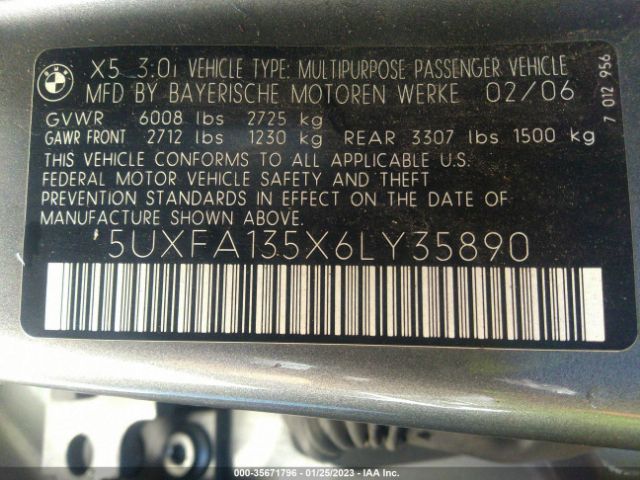 X5 3.0i VEHICLE TYPE: MULTIPURPOSE PASSENGER VEHICLE
MFD BY BAYERISCHE MOTOREN WERKE 02/06
GVWR 6008 lbs 2725 kg
GAWR FRONT 2712 lbs 1230 kg REAR 3307 lbs 1500 kg
THIS VEHICLE CONFORMS TO ALL APPLICABLE U.S.
FEDERAL MOTOR VEHICLE SAFETY AND THEFT
PREVENTION STANDARDS IN EFFECT ON THE DATE OF
MANUFACTURE SHOWN ABOVE.
5UXFA135X6LY35890
7 012 956
000-35671796 - 01/25/2023 - IAA Inc.